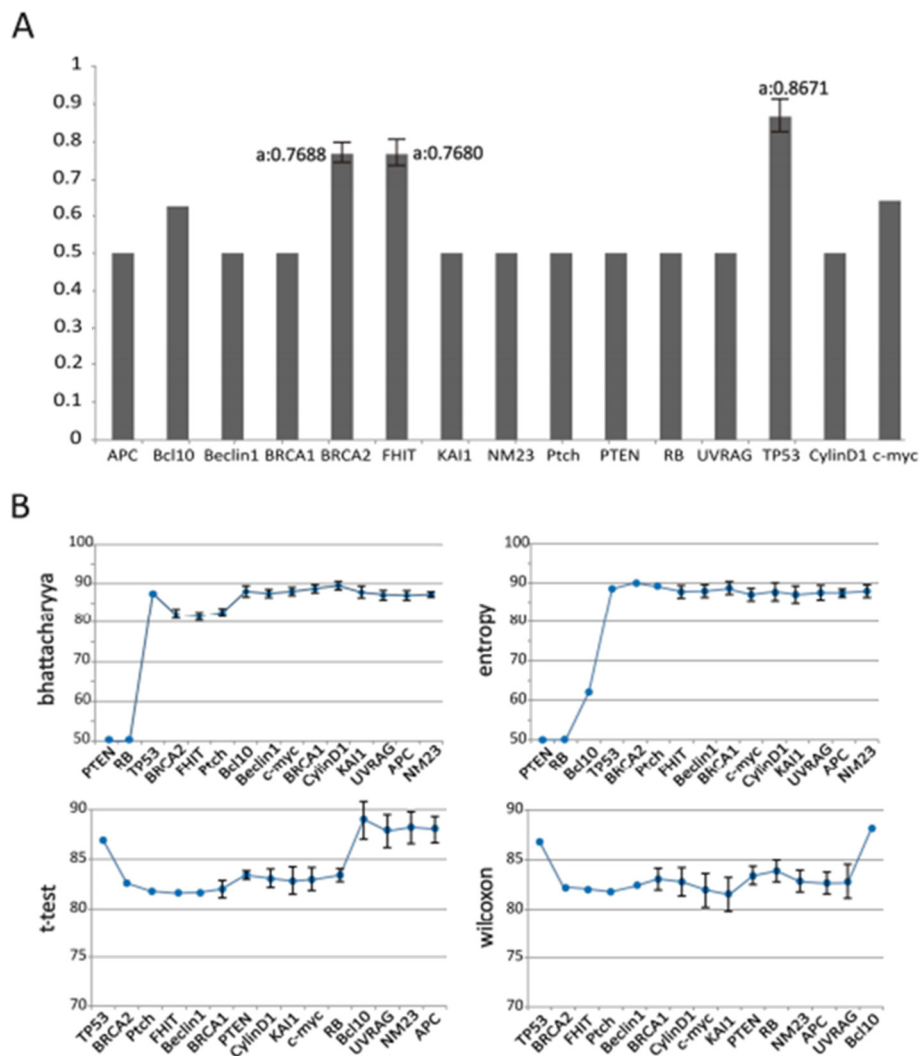 A
1
0.9
0.8
0.7
0.6
0.5
0.4
0.3
0.2
0.1
0
a:0.7688
a:0.7680
a:0.8671
APC Bcl10 Beclin1 BRCA1 BRCA2 FHIT KAI1 NM23 Ptch PTEN RB UVRAG TP53 CylinD1 c-myc
B
bhattacharyya
100
90
80
70
60
50
PTEN RB TP53 BRCA2 FHIT Ptch Bcl10 Beclin1 c-myc BRCA1 CylinD1 KAI1 UVRAG APC NM23
entropy
100
90
80
70
60
50
PTEN RB Bcl10 TP53 BRCA2 Ptch FHIT Beclin1 BRCA1 c-myc CylinD1 KAI1 UVRAG APC NM23
t-test
90
85
80
75
70
TP53 BRCA2 Ptch FHIT Beclin1 BRCA1 PTEN CylinD1 KAI1 c-myc RB Bcl10 UVRAG NM23 APC
wilcoxon
90
85
80
75
70
TP53 BRCA2 FHIT Ptch Beclin1 BRCA1 CylinD1 c-myc KAI1 PTEN RB NM23 APC UVRAG Bcl10